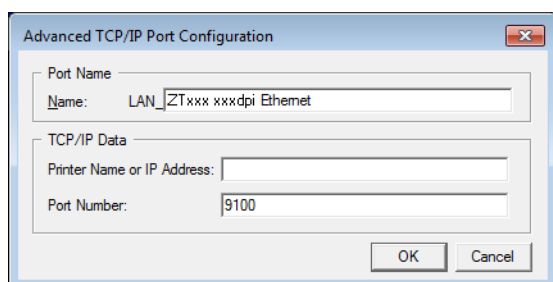 Advanced TCP/IP Port Configuration
Port Name
Name: LAN_ZTxxx xxxdpi Ethernet
TCP/IP Data
Printer Name or IP Address:
Port Number: 9100
OK Cancel